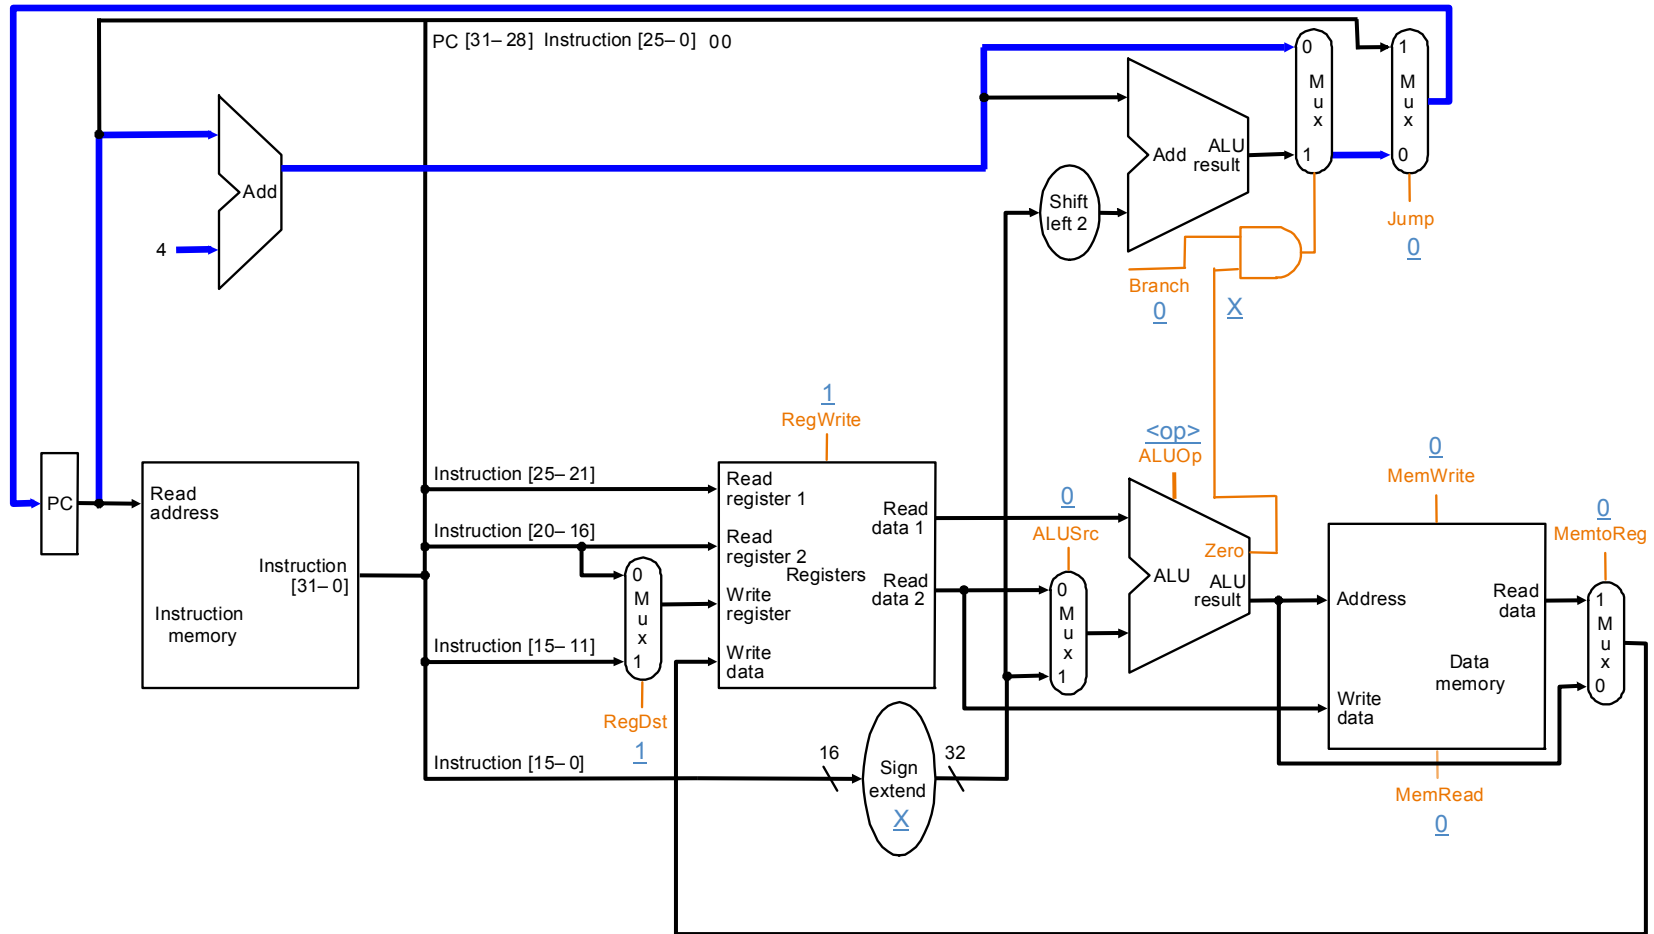 PC [31–28] Instruction [25–0] 00
0
M
u
x
1
1
M
u
x
0
Add
ALU
result
Add
4
Shift
left 2
Jump
0
Branch
0
X
1
RegWrite
<op>
ALUOp
0
MemWrite
0
MemtoReg
PC
Read
address
Instruction
[31–0]
Instruction
memory
Instruction [25–21]
Instruction [20–16]
Instruction [15–11]
Instruction [15–0]
0
M
u
x
1
RegDst
1
Read
register 1
Read
register 2
Write
register
Write
data
Registers
Read
data 1
Read
data 2
0
ALUSrc
0
M
u
x
1
Zero
ALU
ALU
result
Address
Write
data
Read
data
Data
memory
1
M
u
x
0
MemRead
0
16
Sign
extend
X
32